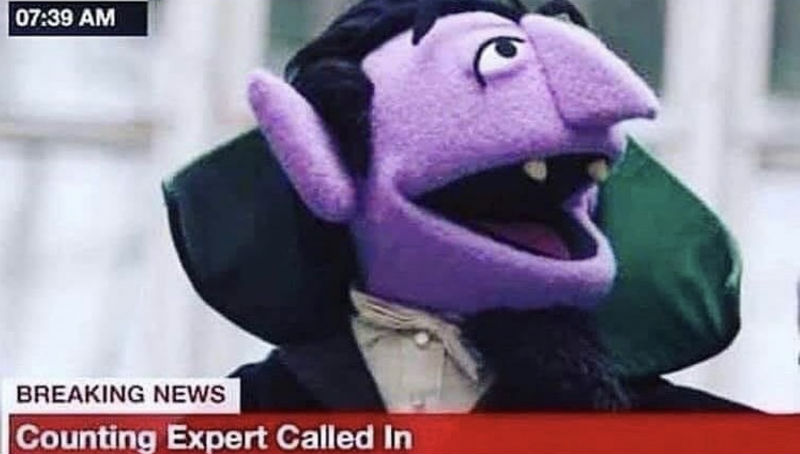 07:39 AM
BREAKING NEWS
Counting Expert Called In